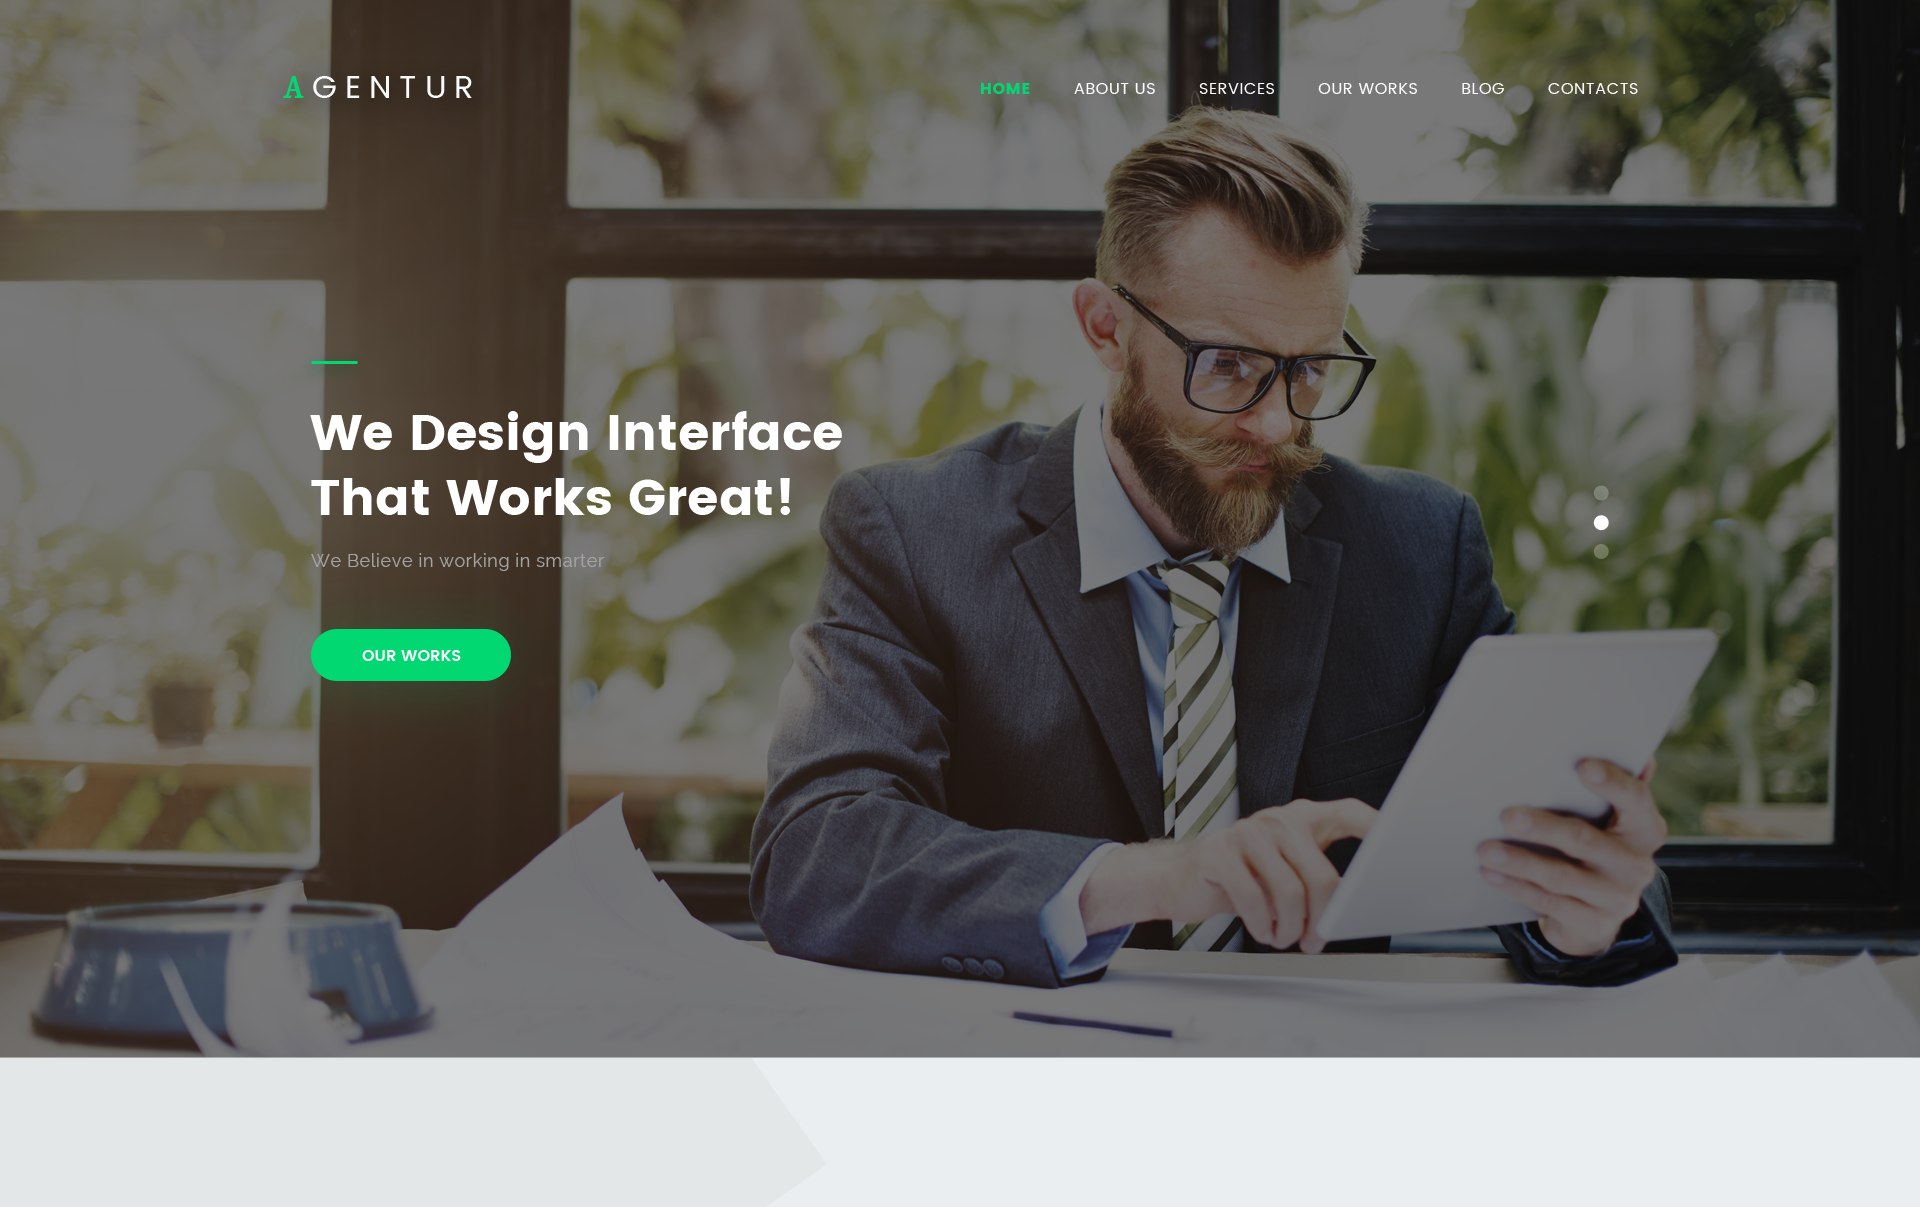 AGENTUR
HOME ABOUT US SERVICES OUR WORKS BLOG CONTACTS
We Design Interface
That Works Great!
We Believe in working in smarter
OUR WORKS